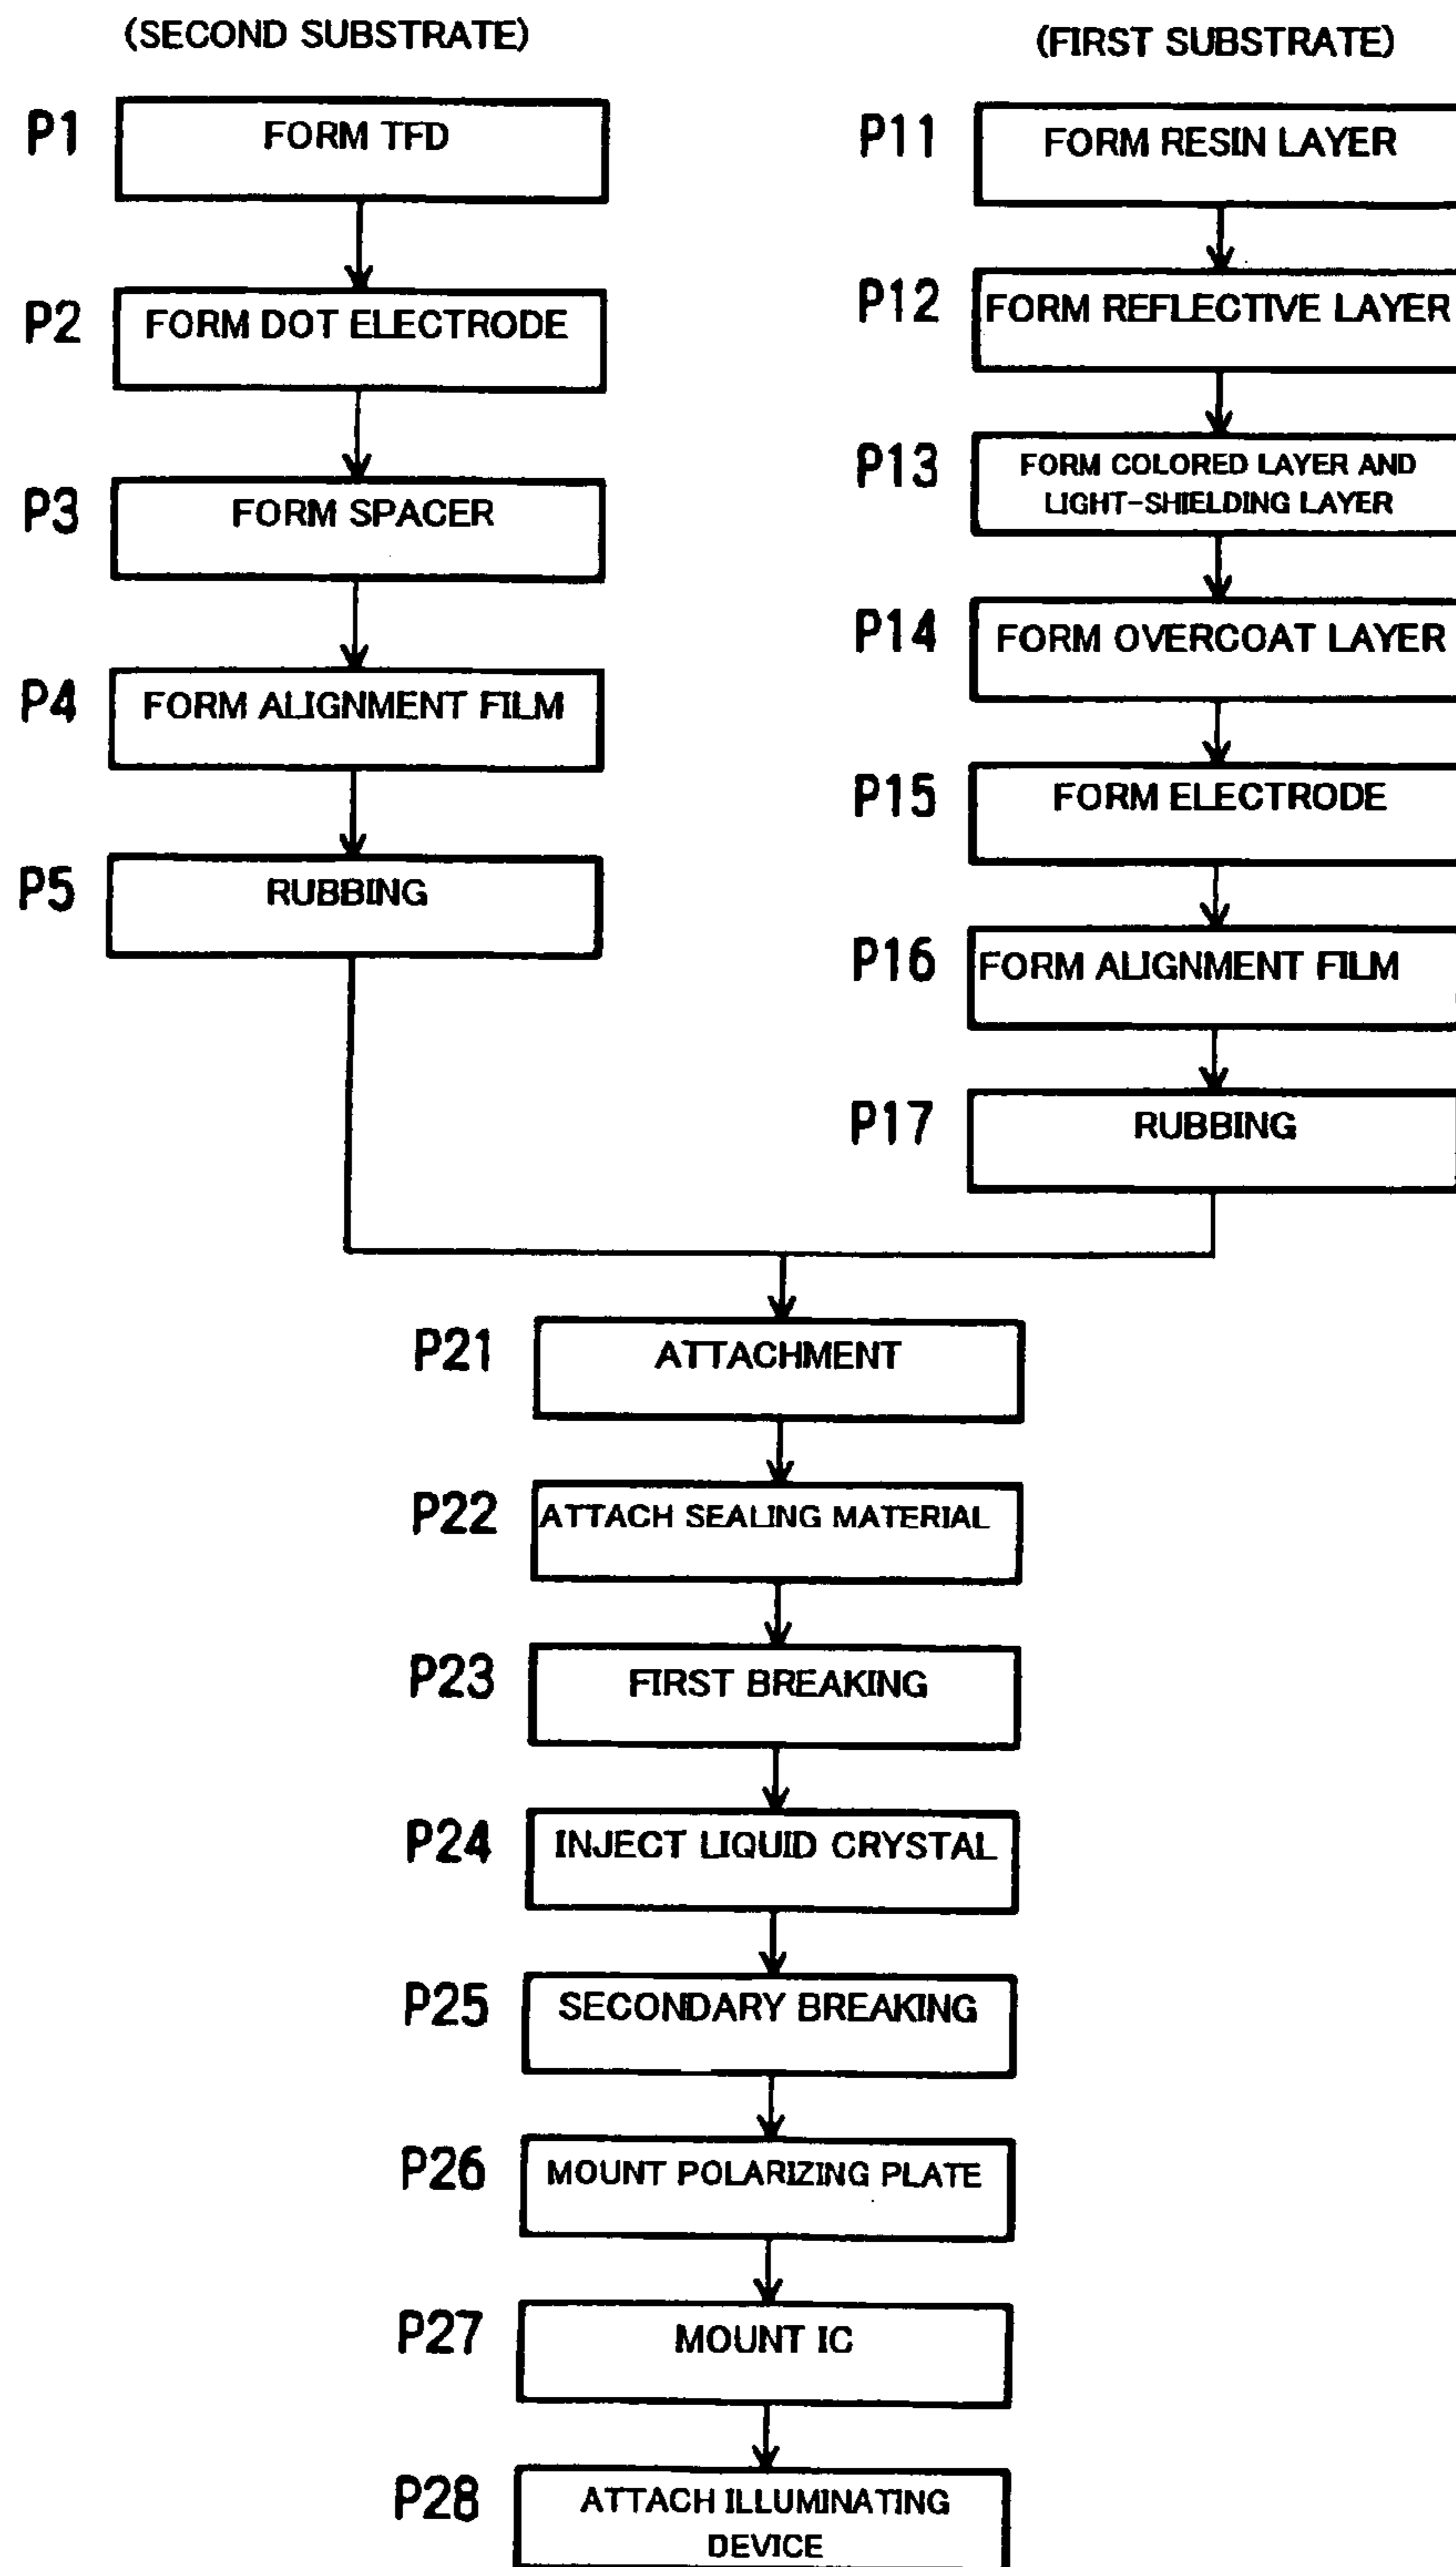 (SECOND SUBSTRATE)
P1
FORM TFD
P2
FORM DOT ELECTRODE
P3
FORM SPACER
P4
FORM ALIGNMENT FILM
P5
RUBBING
(FIRST SUBSTRATE)
P11
FORM RESIN LAYER
P12
FORM REFLECTIVE LAYER
P13
FORM COLORED LAYER AND
LIGHT-SHIELDING LAYER
P14
FORM OVERCOAT LAYER
P15
FORM ELECTRODE
P16
FORM ALIGNMENT FILM
P17
RUBBING
P21
ATTACHMENT
P22
ATTACH SEALING MATERIAL
P23
FIRST BREAKING
P24
INJECT LIQUID CRYSTAL
P25
SECONDARY BREAKING
P26
MOUNT POLARIZING PLATE
P27
MOUNT IC
P28
ATTACH ILLUMINATING
DEVICE